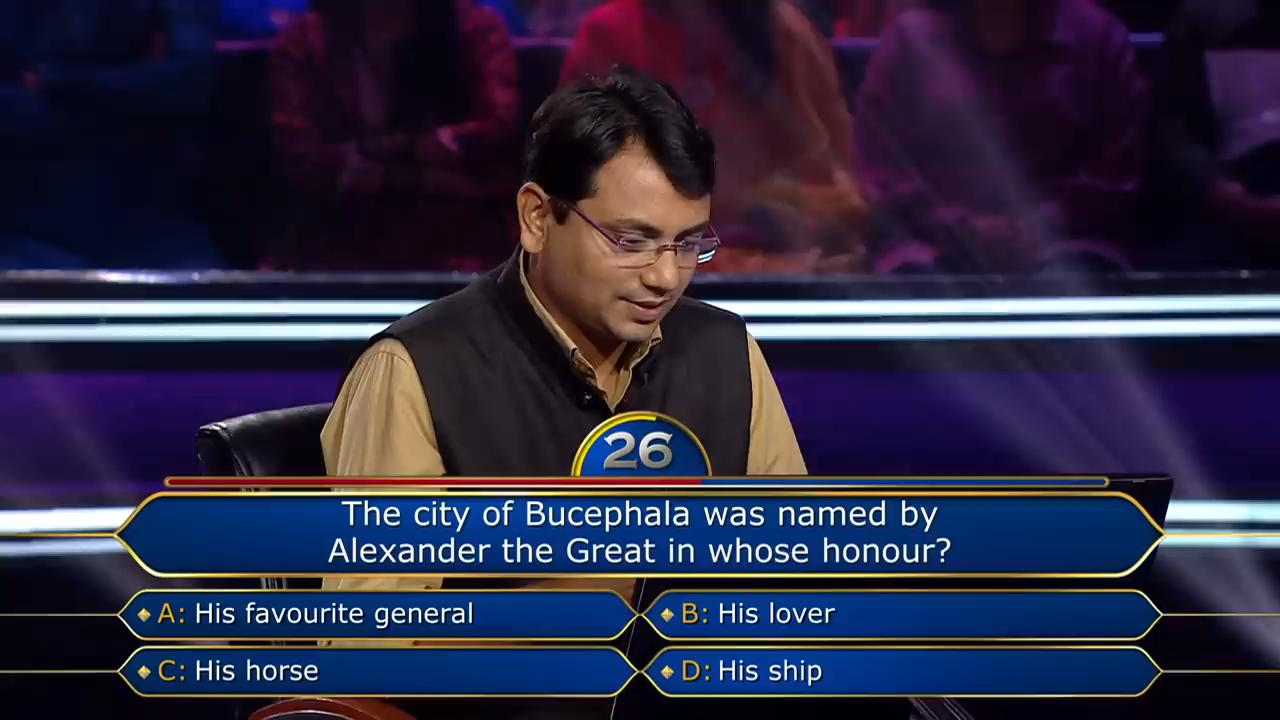 26
The city of Bucephala was named by
Alexander the Great in whose honour?
A: His favourite general
B: His lover
C: His horse
D: His ship